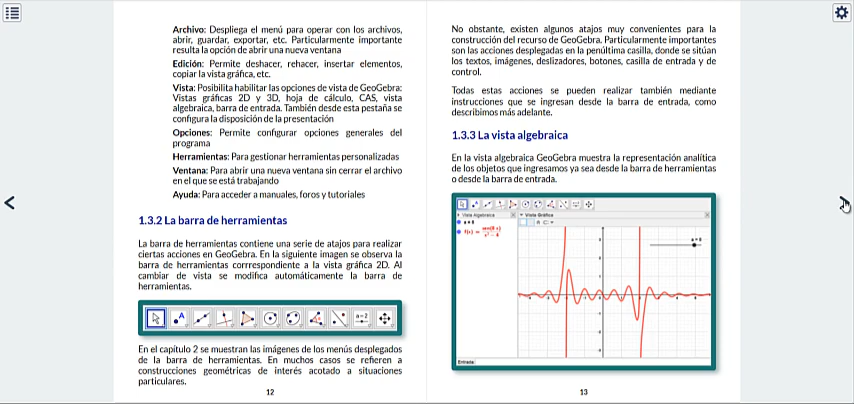 Archivo: Despliega el menú para operar con los archivos,
abrir, guardar, exportar, etc. Particularmente importante
resulta la opción de abrir una nueva ventana
Edición: Permite deshacer, rehacer, insertar elementos,
copiar la vista gráfica, etc.
Vista: Posibilita habilitar las opciones de vista de GeoGebra:
Vistas gráficas 2D y 3D, hoja de cálculo, CAS, vista
algebraica, barra de entrada. También desde esta pestaña se
configura la disposición de la presentación
Opciones: Permite configurar opciones generales del
programa
Herramientas: Para gestionar herramientas personalizadas
Ventana: Para abrir una nueva ventana sin cerrar el archivo
en el que se está trabajando
Ayuda: Para acceder a manuales, foros y tutoriales
1.3.2 La barra de herramientas
La barra de herramientas contiene una serie de atajos para realizar
ciertas acciones en GeoGebra. En la siguiente imagen se observa la
barra de herramientas corrrespondiente a la vista gráfica 2D. Al
cambiar de vista se modifica automáticamente la barra de
herramientas.
A
a=2
En el capítulo 2 se muestran las imágenes de los menús desplegados
de la barra de herramientas. En muchos casos se refieren a
construcciones geométricas de interés acotado a situaciones
particulares.
12
No obstante, existen algunos atajos muy convenientes para la
construcción del recurso de GeoGebra. Particularmente importantes
son las acciones desplegadas en la penúltima casilla, donde se sitúan
los textos, imágenes, deslizadores, botones, casilla de entrada y de
control.
Todas estas acciones se pueden realizar también mediante
instrucciones que se ingresan desde la barra de entrada, como
describimos más adelante.
1.3.3 La vista algebraica
En la vista algebraica GeoGebra muestra la representación analítica
de los objetos que ingresamos ya sea desde la barra de herramientas
o desde la barra de entrada.
Vista Algebraica
Vista Gráfica
a = 8
a = 8
Entrada:
13